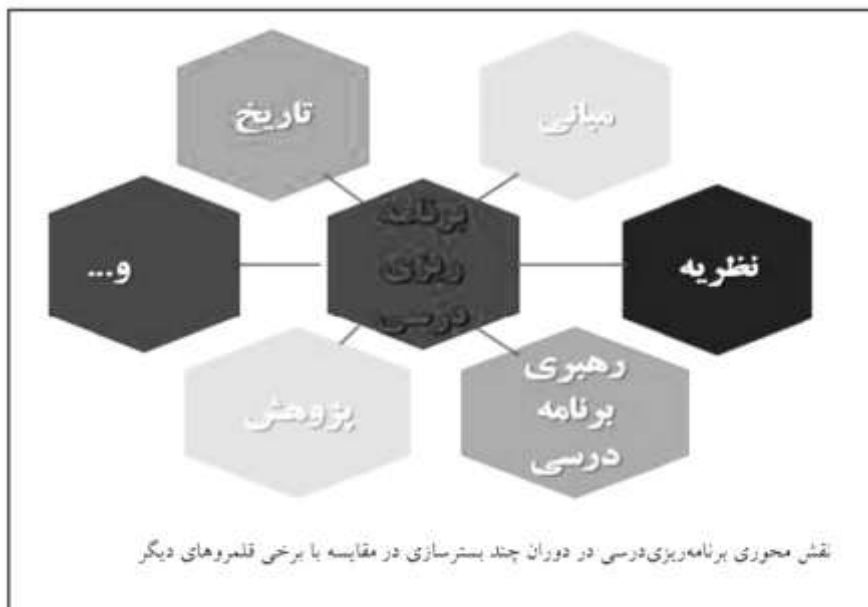 مبانی
تاریخ
نظریه
برنامه
ریزی
درسی
و...
رهبری
برنامه
درسی
پژوهش
نقش محوری برنامه‌ریزی‌درسی در دوران چند بسترسازی در مقایسه با برخی قلمروهای دیگر